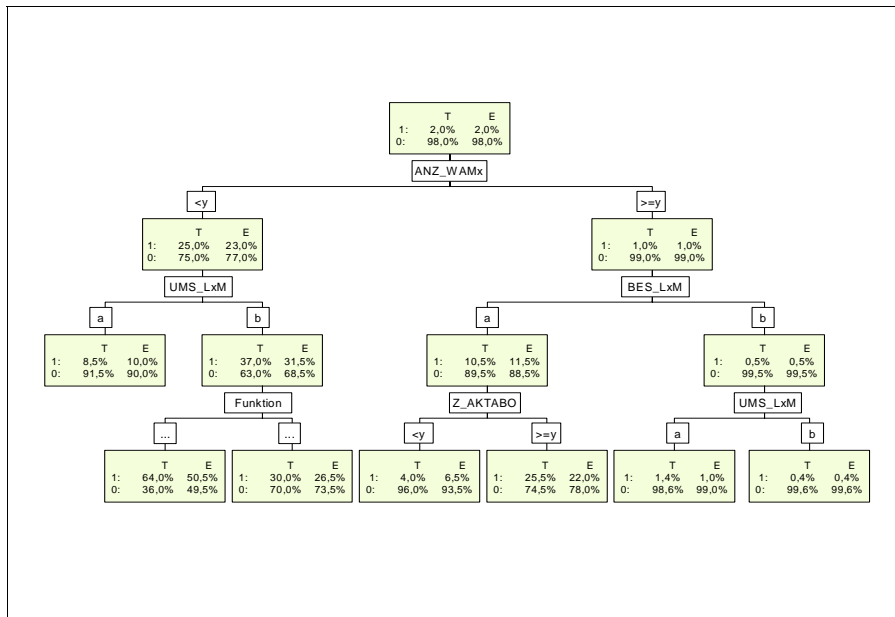 T E
1: 2,0% 2,0%
0: 98,0% 98,0%
ANZ_WAMx
<y >=y
T E
1: 25,0% 23,0%
0: 75,0% 77,0%
T E
1: 1,0% 1,0%
0: 99,0% 99,0%
UMS_LxM BES_LxM
a b a b
T E
1: 8,5% 10,0%
0: 91,5% 90,0%
T E
1: 37,0% 31,5%
0: 63,0% 68,5%
T E
1: 10,5% 11,5%
0: 89,5% 88,5%
T E
1: 0,5% 0,5%
0: 99,5% 99,5%
Funktion Z_AKTABO UMS_LxM
... ... <y >=y a b
T E
1: 64,0% 50,5%
0: 36,0% 49,5%
T E
1: 30,0% 26,5%
0: 70,0% 73,5%
T E
1: 4,0% 6,5%
0: 96,0% 93,5%
T E
1: 25,5% 22,0%
0: 74,5% 78,0%
T E
1: 1,4% 1,0%
0: 98,6% 99,0%
T E
1: 0,4% 0,4%
0: 99,6% 99,6%